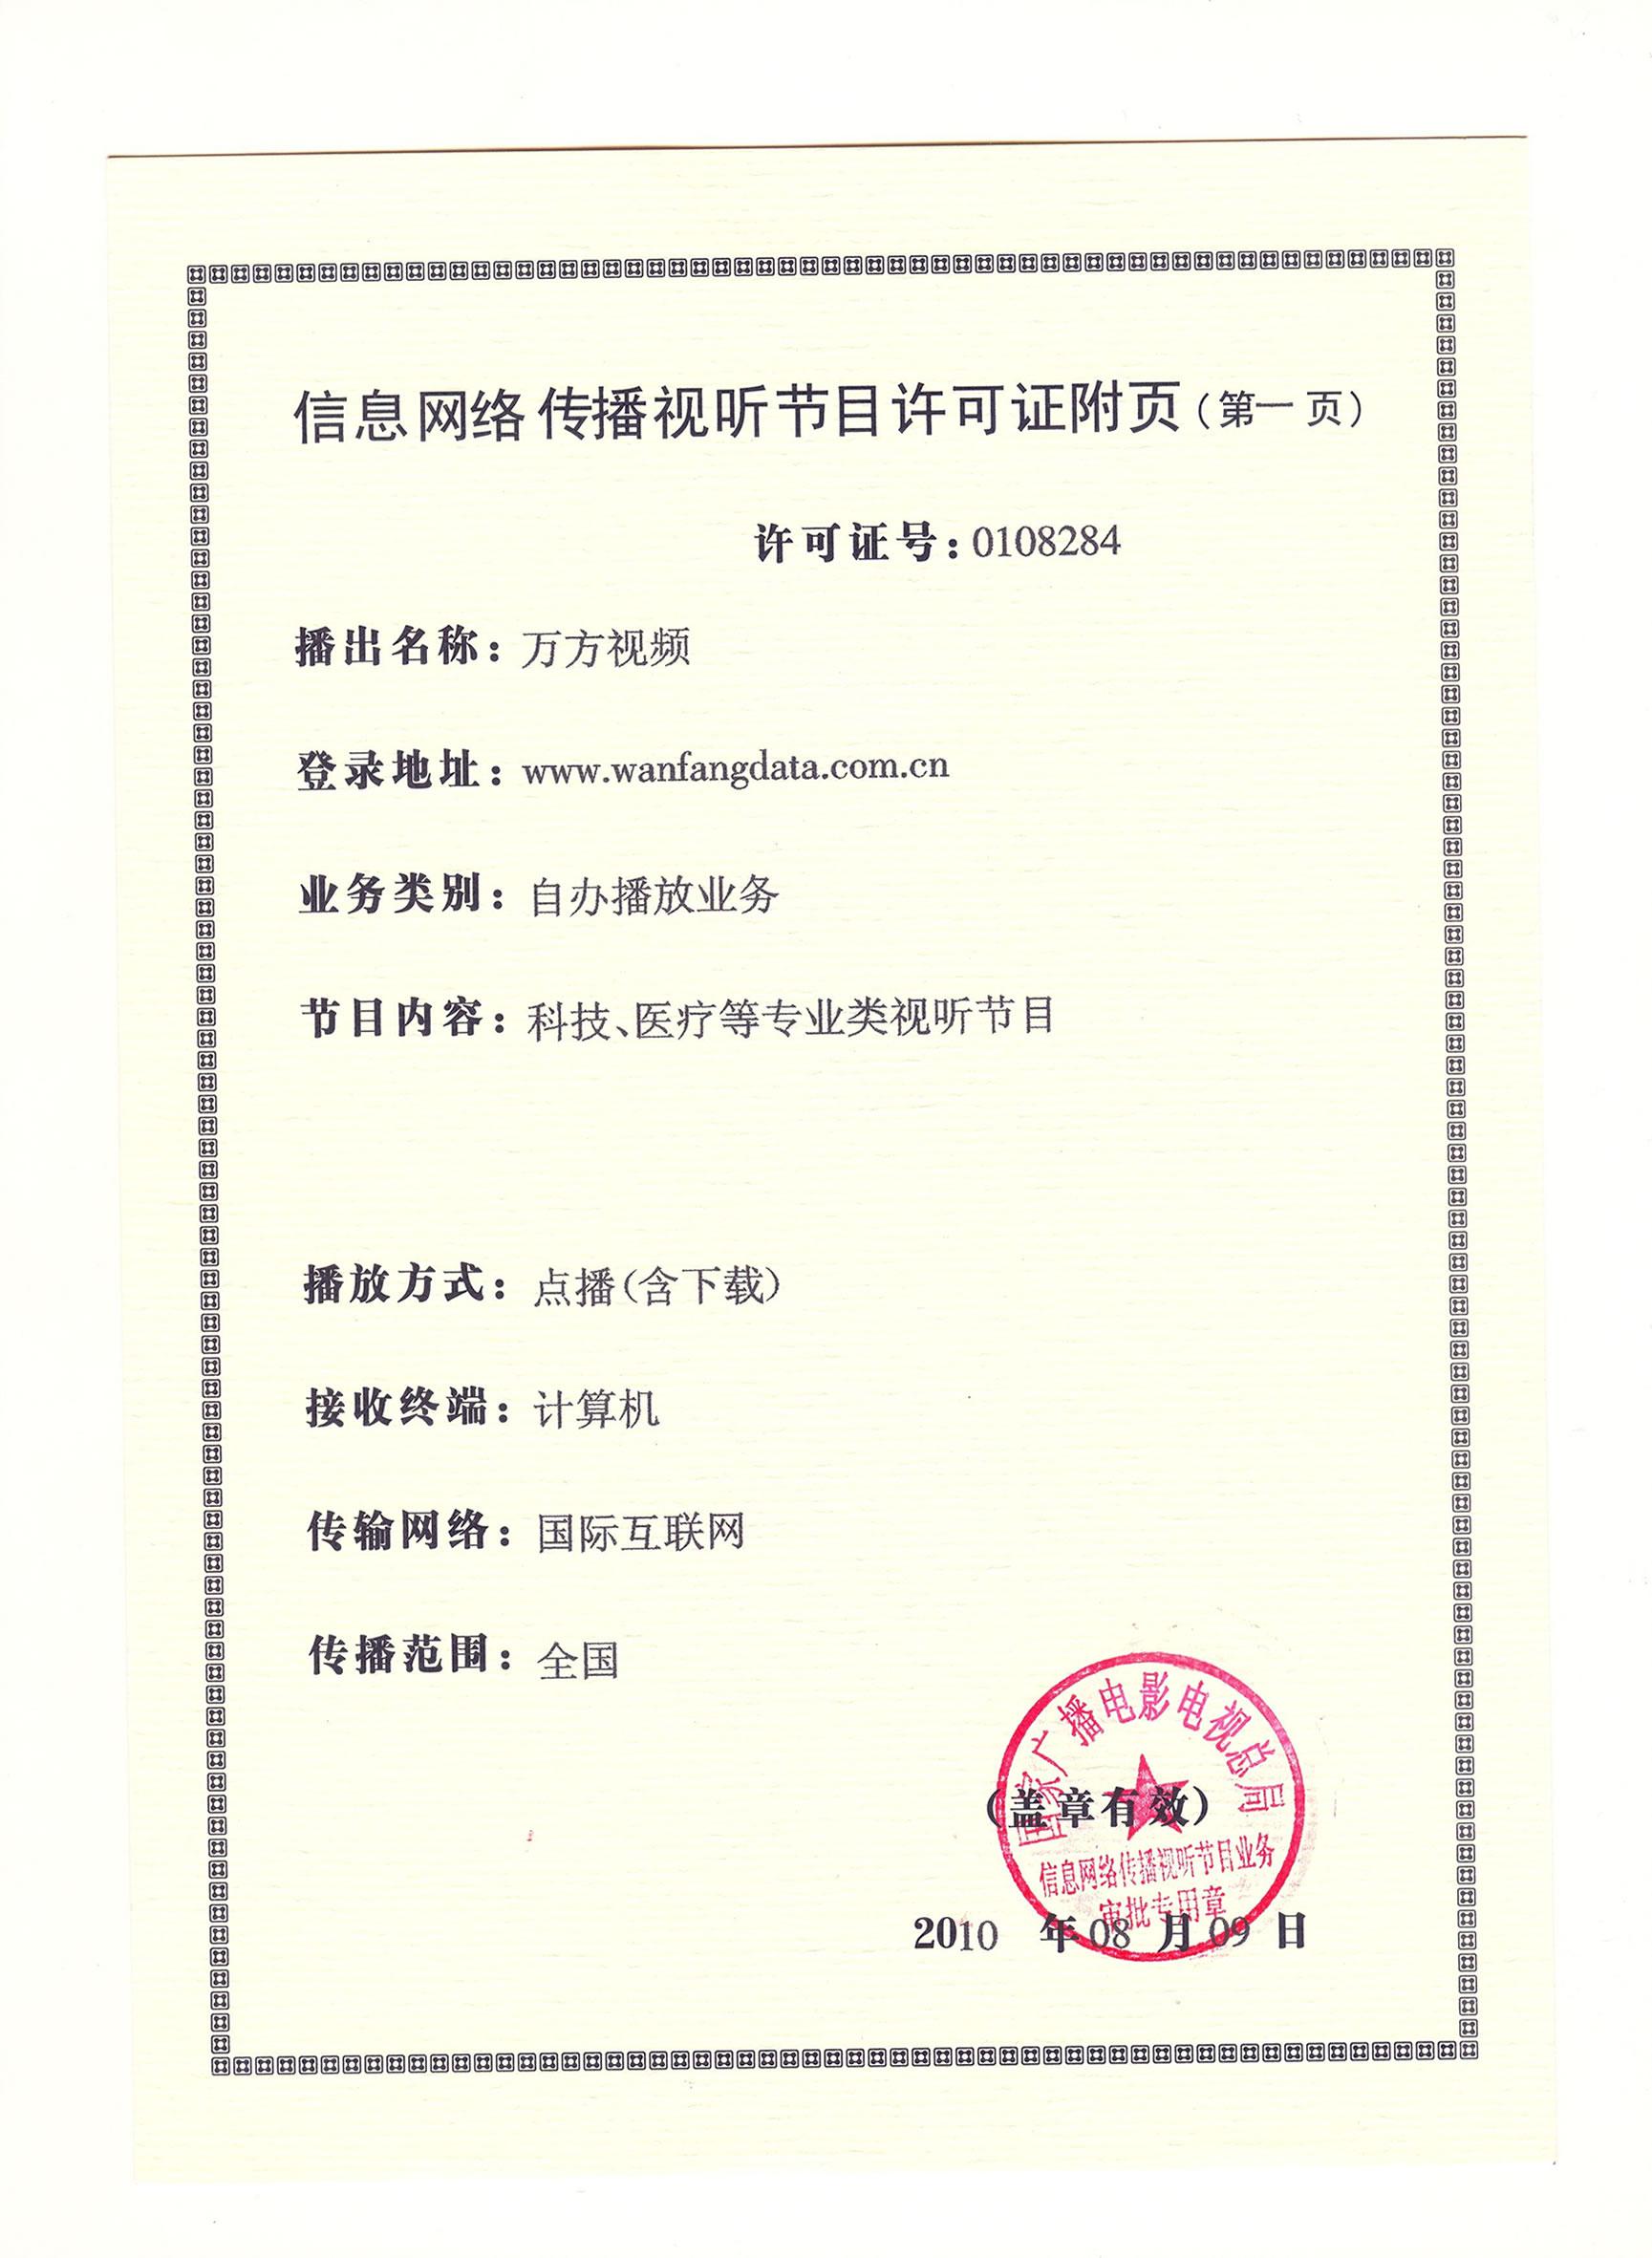 信息网络传播视听节目许可证附页（第一页）
许可证号：0108284
播出名称：万方视频
登录地址：www.wanfangdata.com.cn
业务类别：自办播放业务
节目内容：科技、医疗等专业类视听节目
播放方式：点播（含下载）
接收终端：计算机
传输网络：国际互联网
传播范围：全国
国家广播电影电视总局
（盖章有效）
信息网络传播视听节目业务
审批专用章
2010 年 08 月 09 日